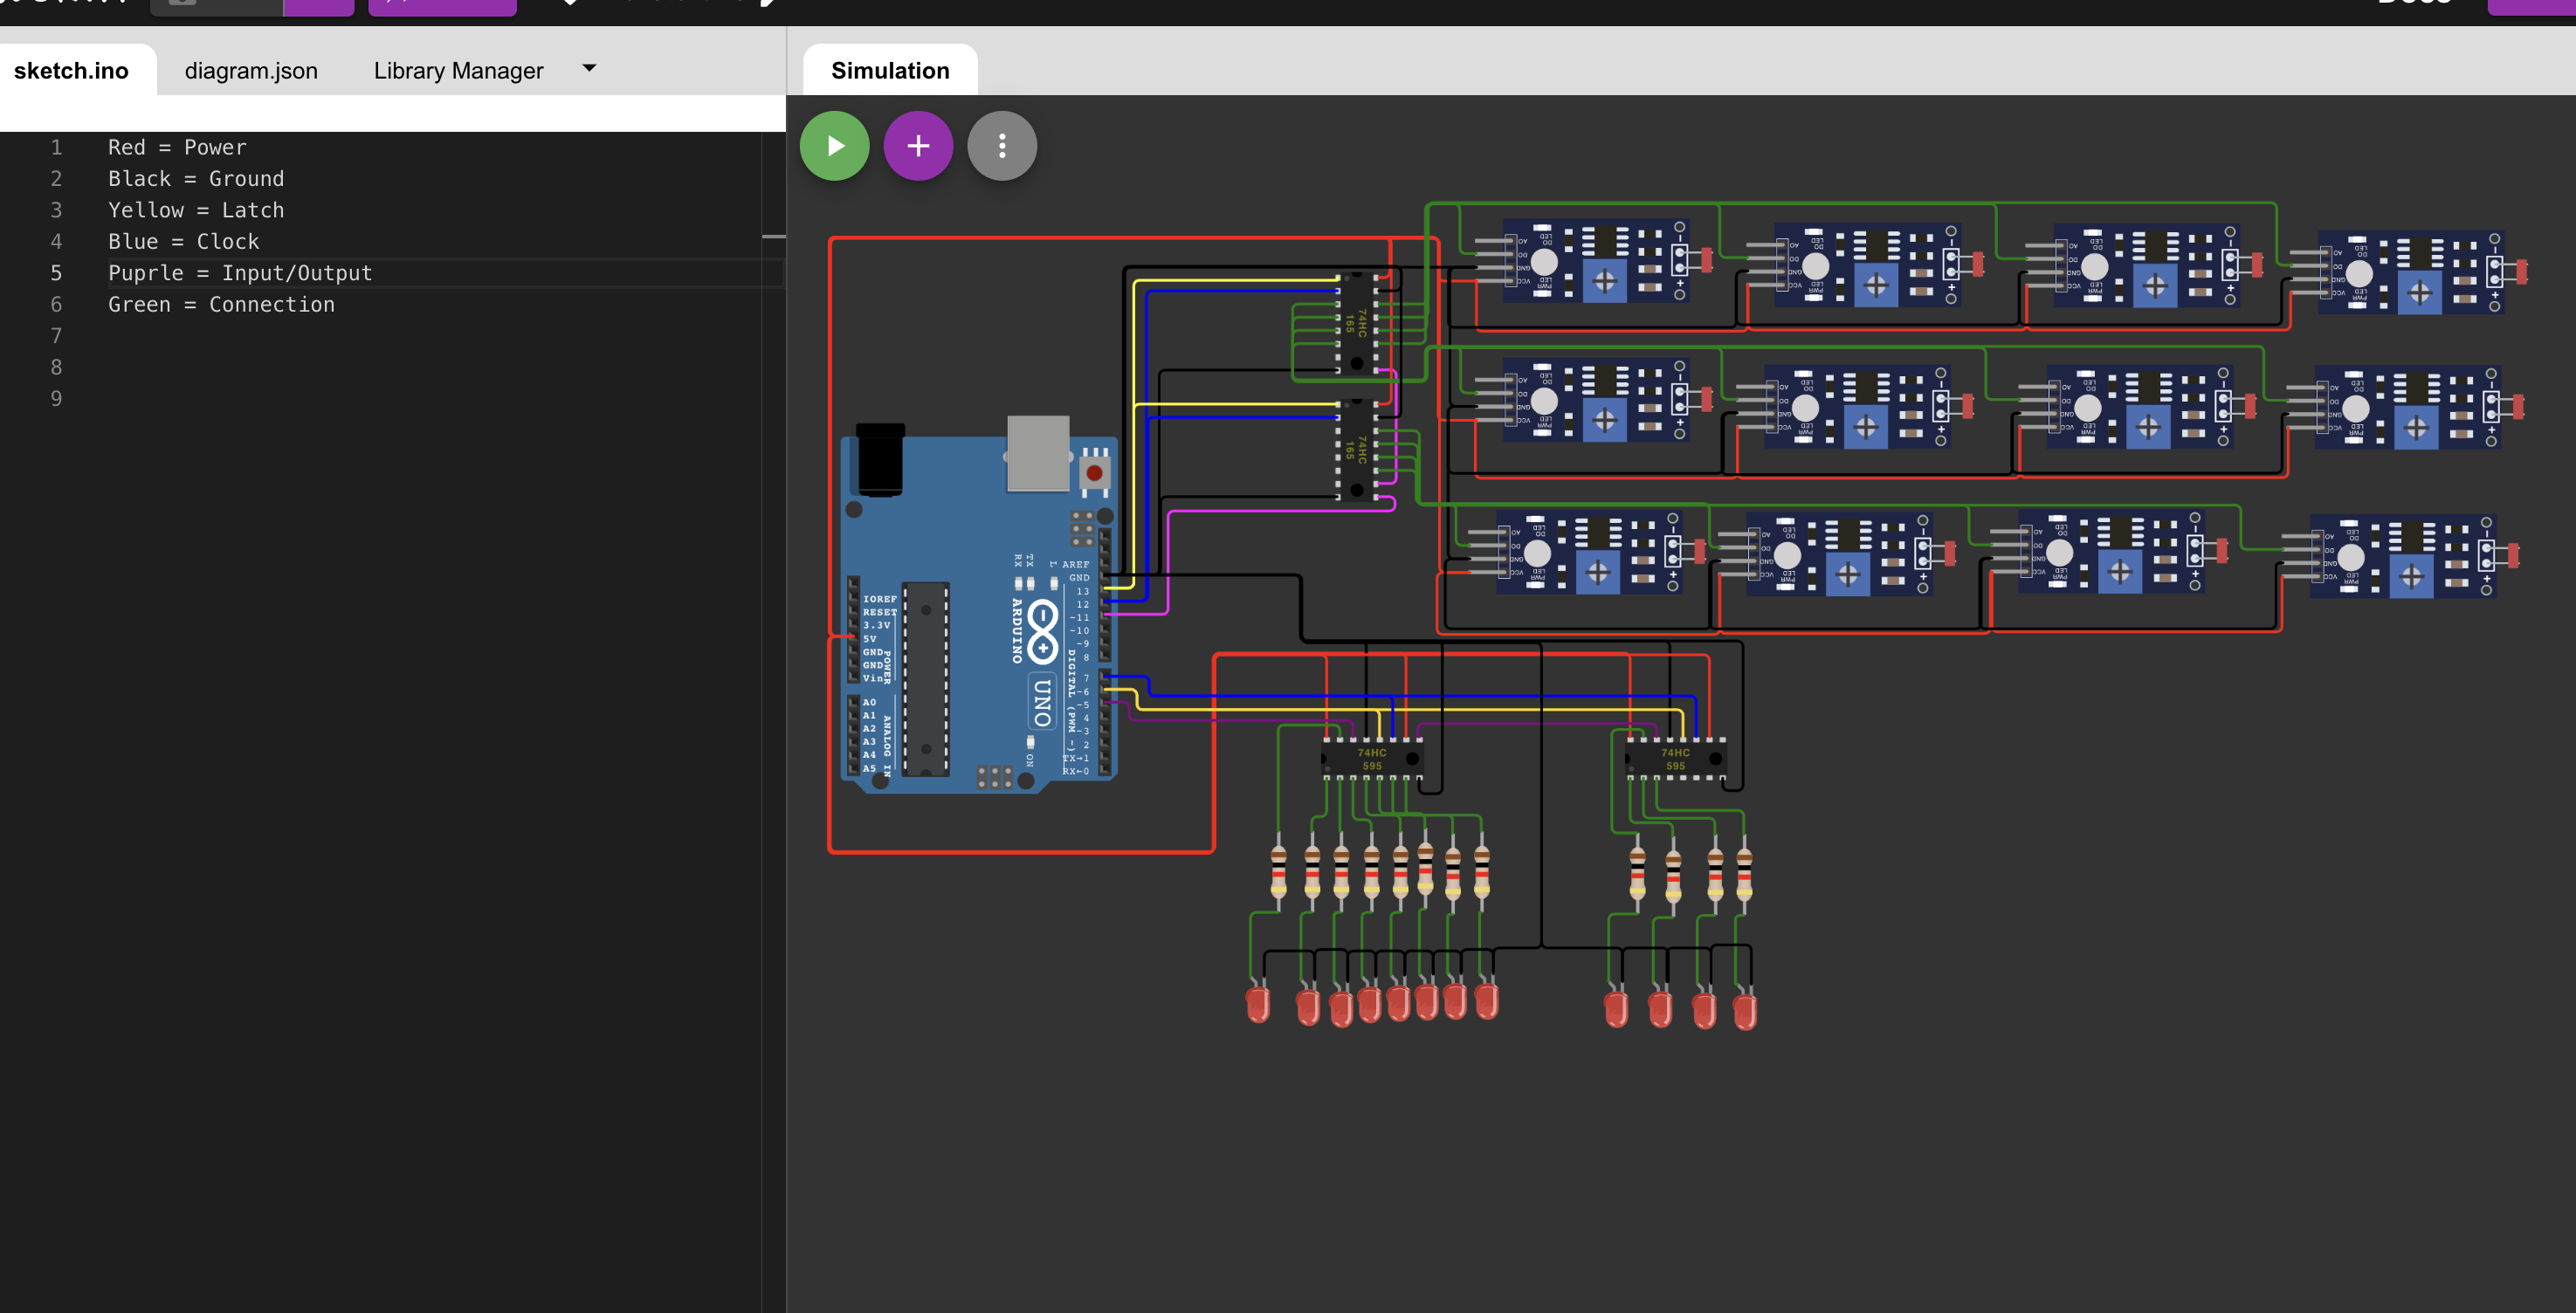 sketch.ino
diagram.json
Library Manager
Simulation
1 Red = Power
2 Black = Ground
3 Yellow = Latch
4 Blue = Clock
5 Puprle = Input/Output
6 Green = Connection
7
8
9
74HC
165
74HC
165
AREF
GND
13
12
~11
~10
~9
8
7
~6
~5
4
~3
2
TX→1
RX←0
DIGITAL (PWM ~)
IOREF
RESET
3.3V
5V
GND
GND
Vin
POWER
A0
A1
A2
A3
A4
A5
ANALOG IN
RX
TX
L
ARDUINO
UNO
ON
74HC
595
74HC
595